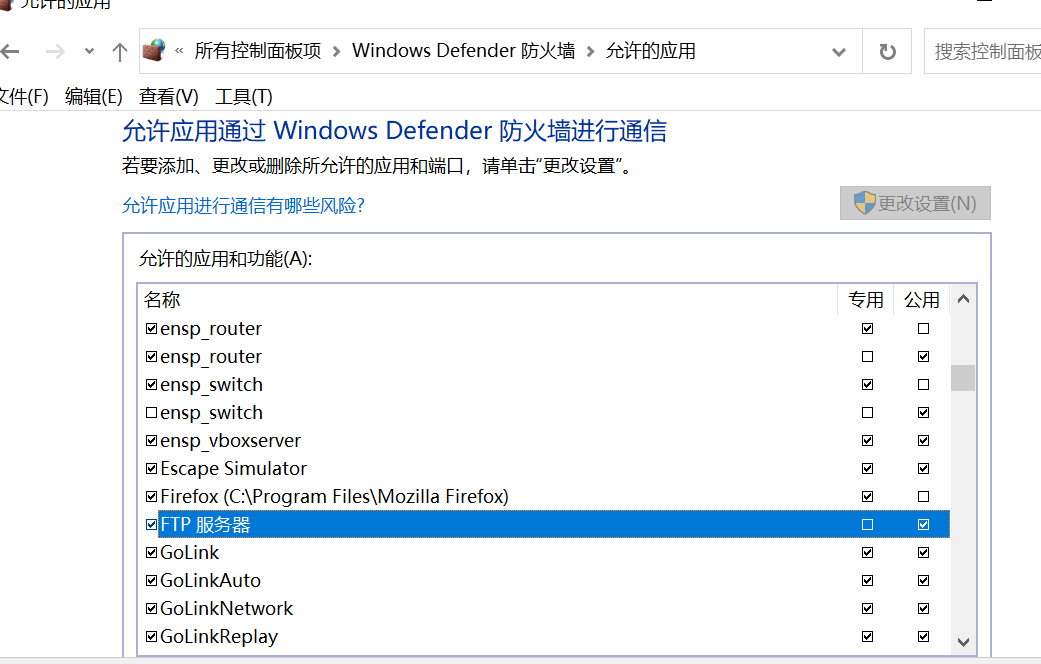 允许的应用
« 所有控制面板项 > Windows Defender 防火墙 > 允许的应用
搜索控制面板
文件(F) 编辑(E) 查看(V) 工具(T)
允许应用通过 Windows Defender 防火墙进行通信
若要添加、更改或删除所允许的应用和端口，请单击“更改设置”。
允许应用进行通信有哪些风险?
更改设置(N)
允许的应用和功能(A):
名称 专用 公用
ensp_router
ensp_router
ensp_switch
ensp_switch
ensp_vboxserver
Escape Simulator
Firefox (C:\Program Files\Mozilla Firefox)
FTP 服务器
GoLink
GoLinkAuto
GoLinkNetwork
GoLinkReplay